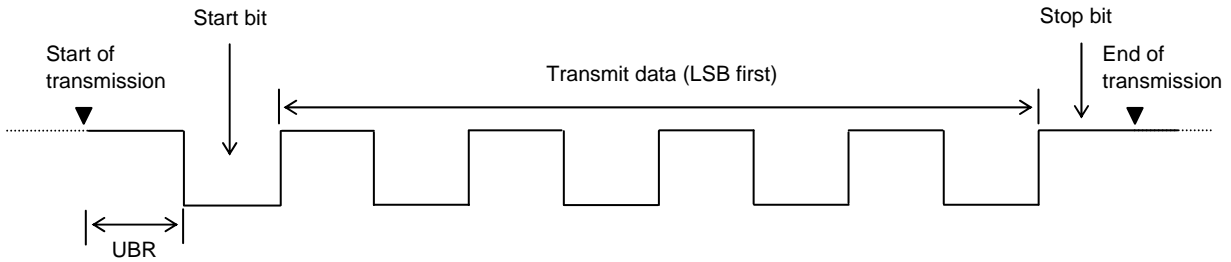 Start bit
Stop bit
Start of
transmission
Transmit data (LSB first)
End of
transmission
UBR